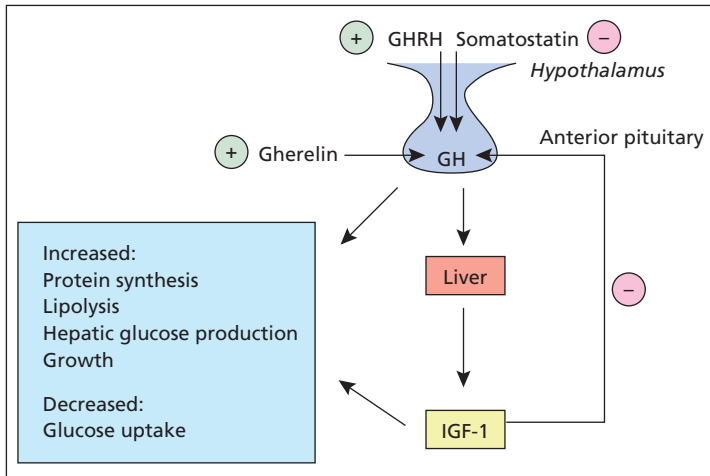 + GHRH Somatostatin −
Hypothalamus
Anterior pituitary
+ Gherelin GH
Increased:
Protein synthesis
Lipolysis
Hepatic glucose production
Growth
Decreased:
Glucose uptake
Liver
−
IGF-1